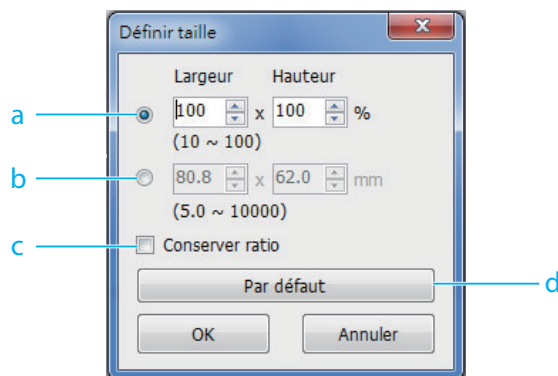 Définir taille
Largeur Hauteur
a 100 x 100 %
(10 ~ 100)
b 80.8 x 62.0 mm
(5.0 ~ 10000)
c Conserver ratio
Par défaut d
OK Annuler